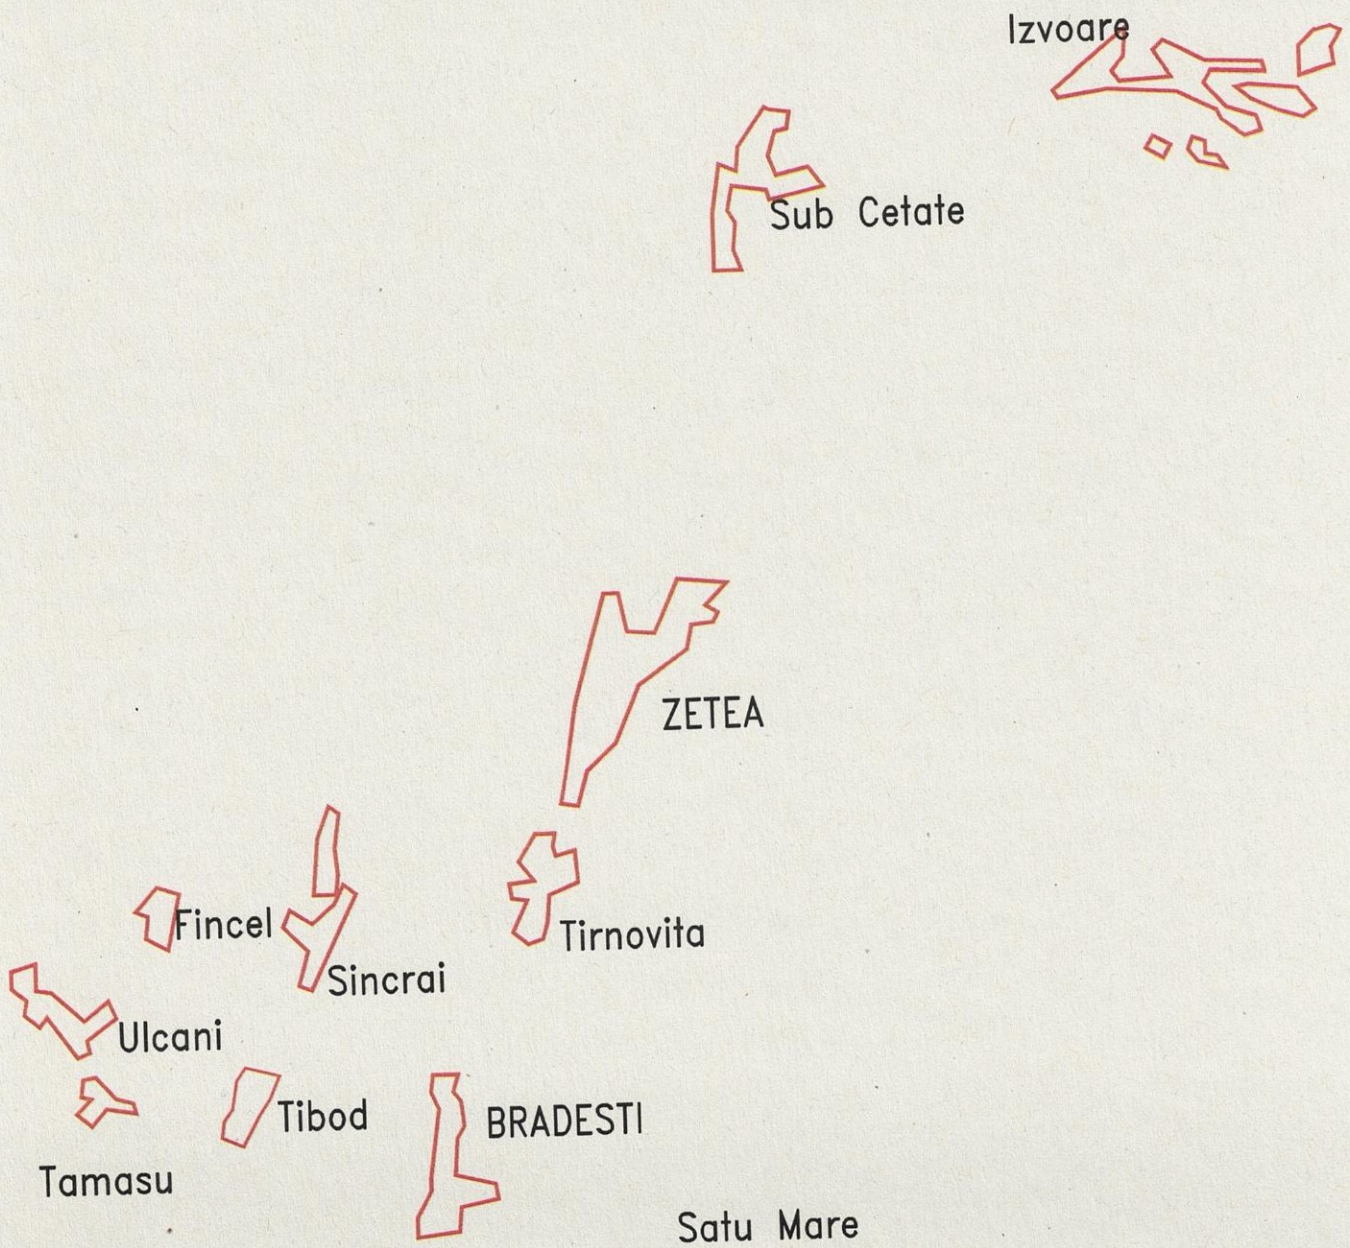 Izvoare
Sub Cetate
ZETEA
Fincel
Tirnovita
Sincrai
Ulcani
Tibod
BRADESTI
Tamasu
Satu Mare